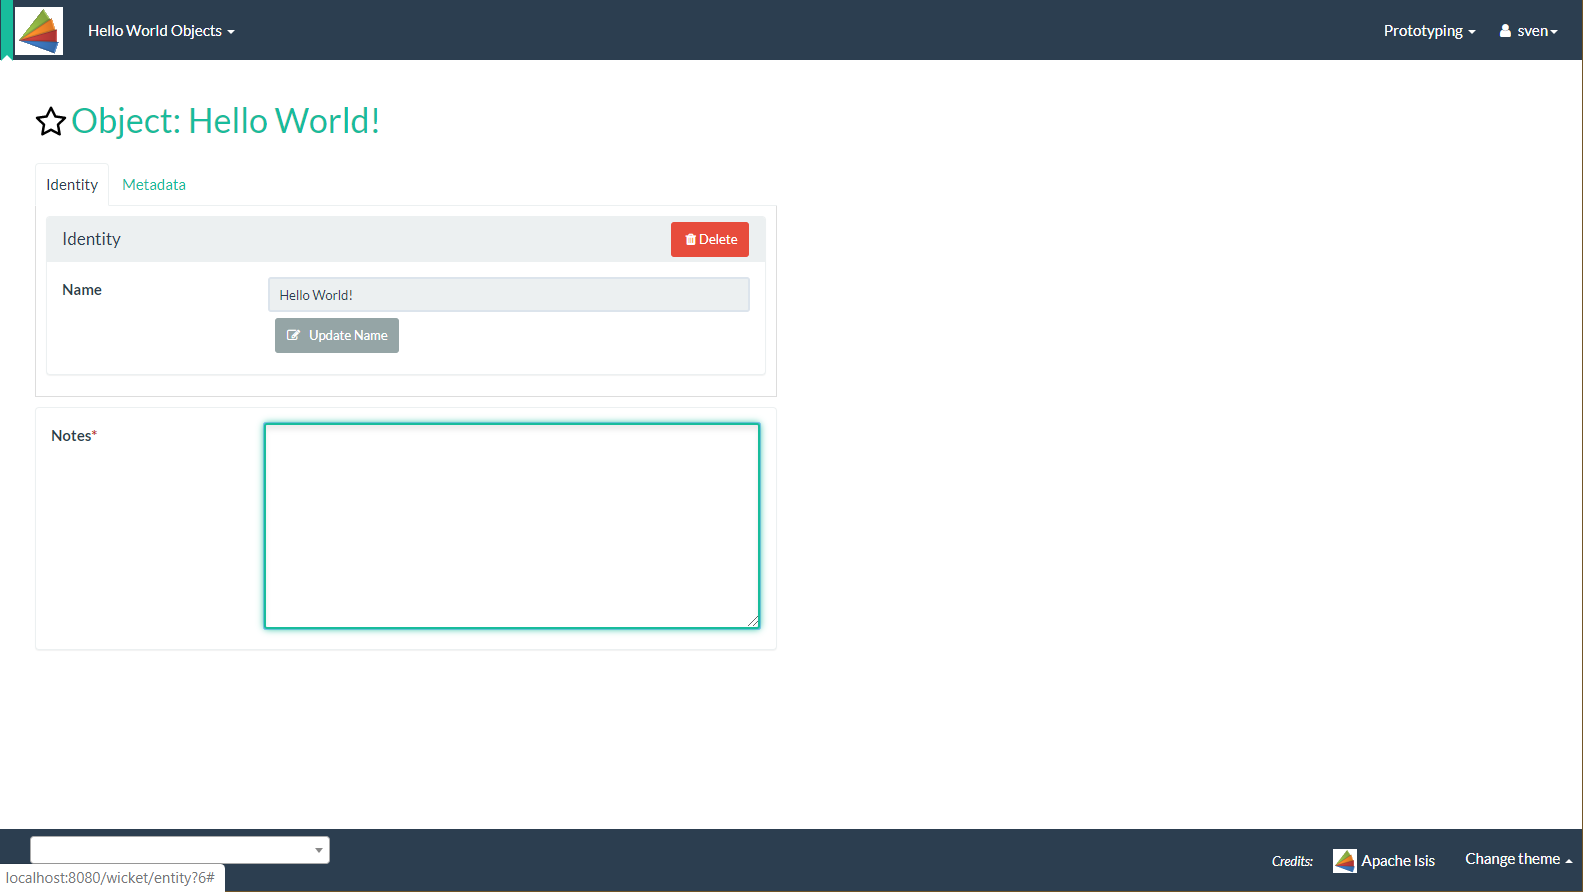 Hello World Objects
Prototyping
sven
Object: Hello World!
Identity
Metadata
Identity
Delete
Name
Hello World!
Update Name
Notes*
Credits:
Apache Isis
Change theme
localhost:8080/wicket/entity?6#